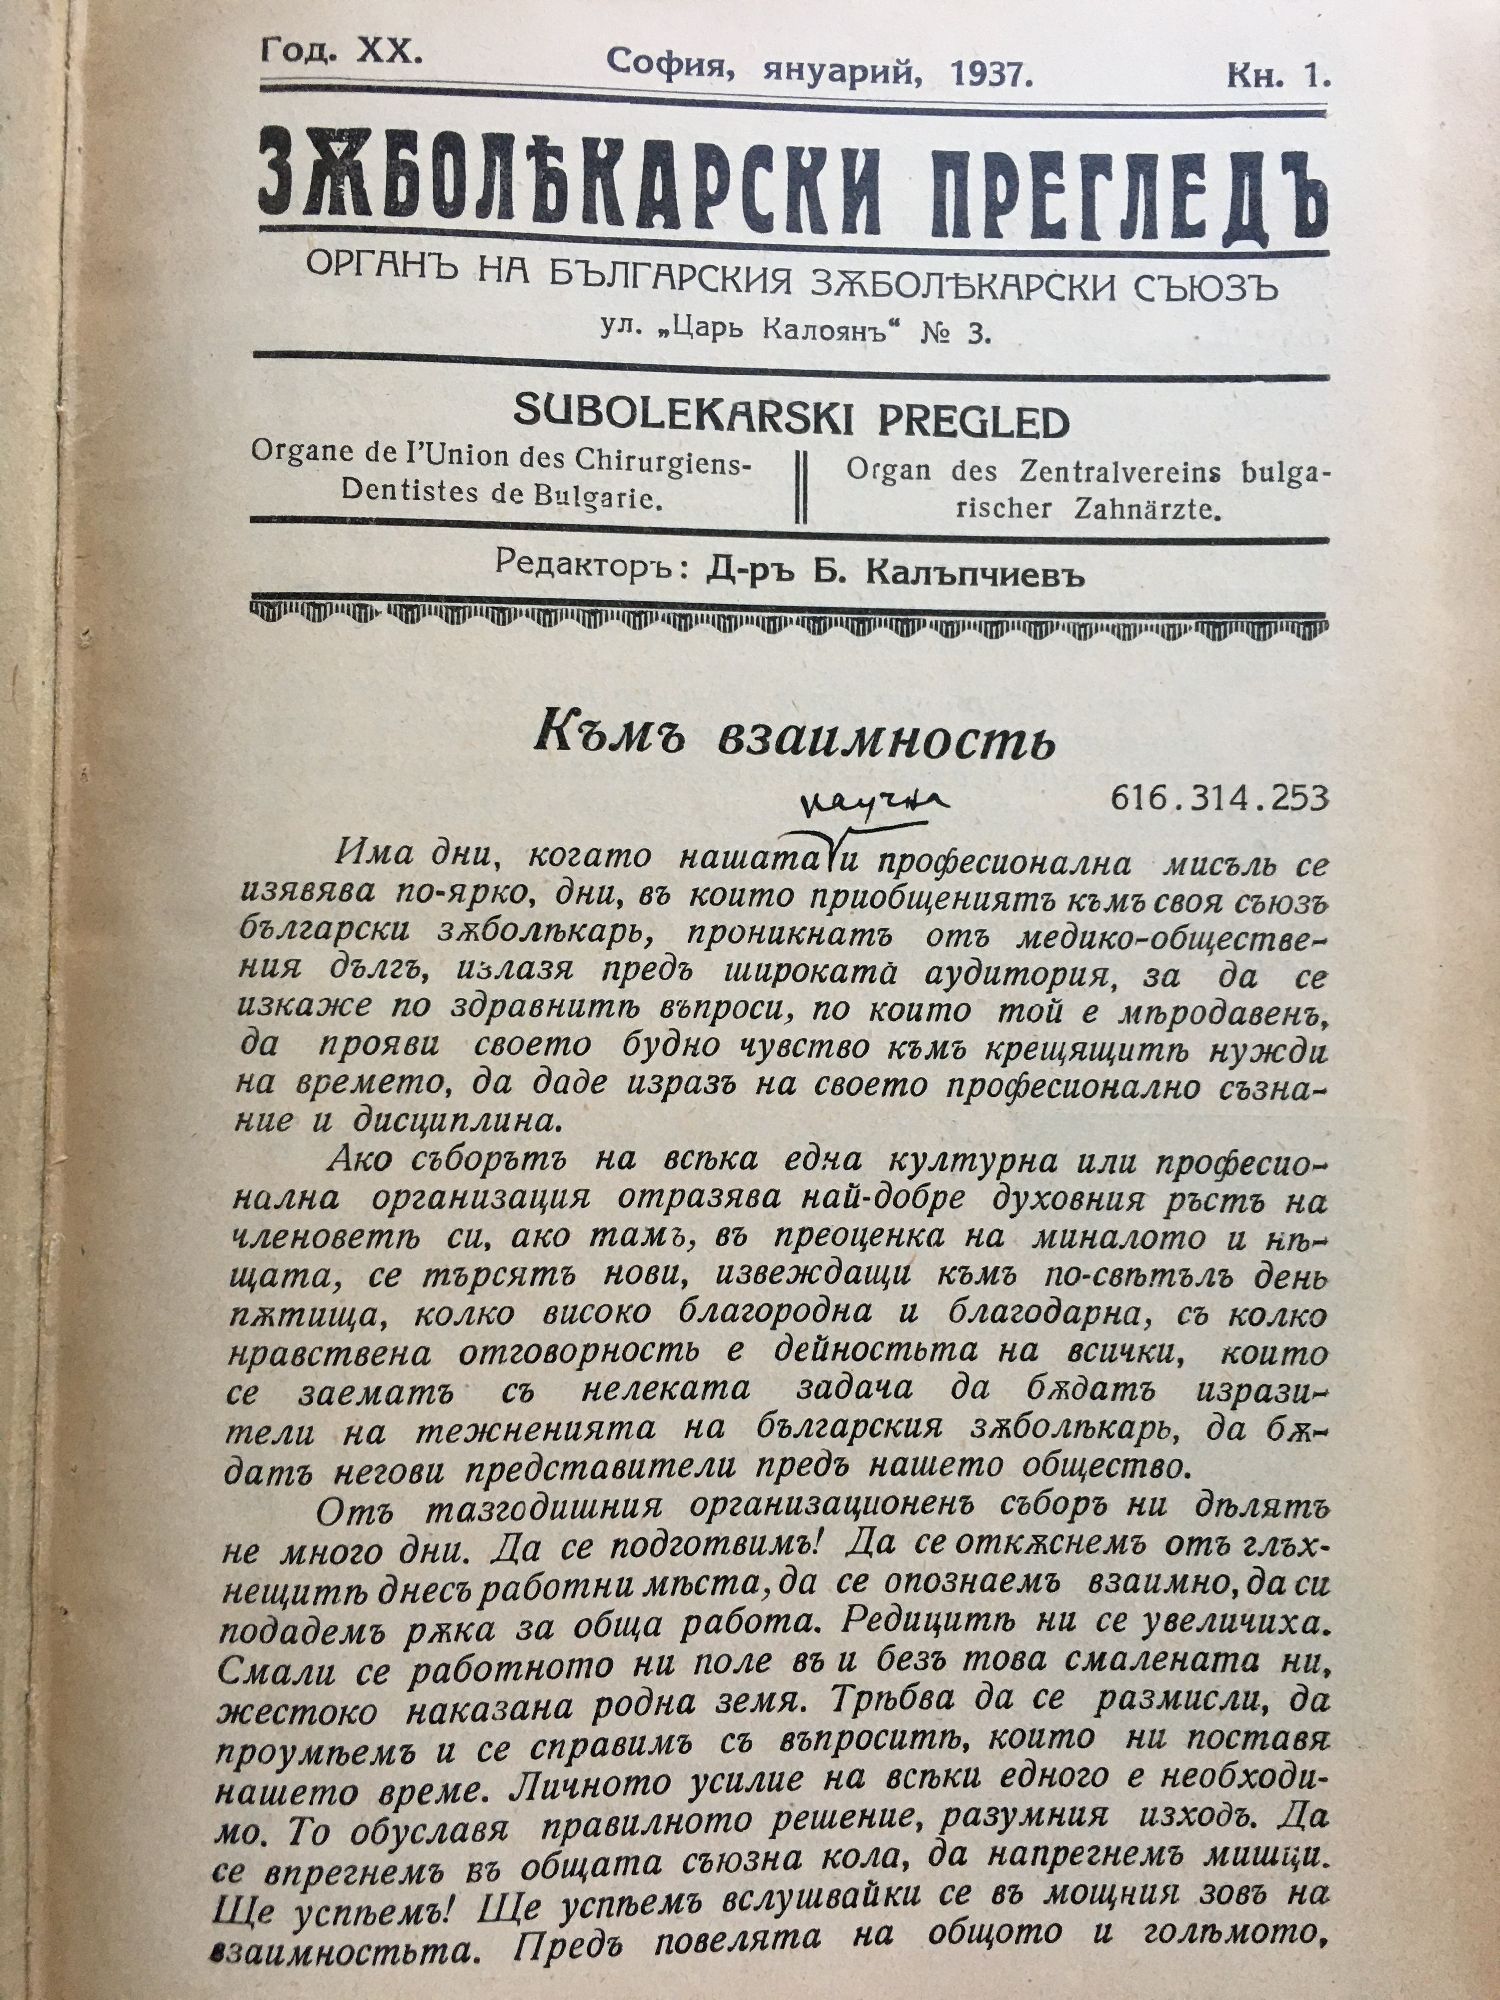 Год. XX.
София, януарий, 1937.
Кн. 1.
ЗѪБОЛѢКАРСКИ ПРЕГЛЕДЪ
ОРГАНЪ НА БЪЛГАРСКИЯ ЗѪБОЛѢКАРСКИ СЪЮЗЪ
ул. „Царь Калоянъ“ № 3.
SUBOLEKARSKI PREGLED
Organe de l'Union des Chirurgiens-
Dentistes de Bulgarie.
Organ des Zentralvereins bulga-
rischer Zahnärzte.
Редакторъ: Д-ръ Б. Калъпчиевъ
Къмъ взаимность
научна
616.314.253
Има дни, когато нашата и професионална мисъль се
изявява по-ярко, дни, въ които приобщениятъ къмъ своя съюзъ
български зѫболѣкарь, проникнатъ отъ медико-обществе-
ния дългъ, излазя предъ широката аудитория, за да се
изкаже по здравнитѣ въпроси, по които той е мѣродавенъ,
да прояви своето будно чувство къмъ крещящитѣ нужди
на времето, да даде изразъ на своето професионално съзна-
ние и дисциплина.
Ако съборътъ на всѣка една културна или професио-
нална организация отразява най-добре духовния ръстъ на
членоветѣ си, ако тамъ, въ преоценка на миналото и нѣ-
щата, се търсятъ нови, извеждащи къмъ по-свѣтълъ день
пѫтища, колко високо благородна и благодарна, съ колко
нравствена отговорность е дейностьта на всички, които
се заематъ съ нелеката задача да бѫдатъ изрази-
тели на тежненията на българския зѫболѣкарь, да бѫ-
датъ негови представители предъ нашето общество.
Отъ тазгодишния организационенъ съборъ ни дѣлятъ
не много дни. Да се подготвимъ! Да се откѫснемъ отъ глъх-
нещитѣ днесъ работни мѣста, да се опознаемъ взаимно, да си
подадемъ рѫка за обща работа. Редицитѣ ни се увеличиха.
Смали се работното ни поле въ и безъ това смалената ни,
жестоко наказана родна земя. Трѣбва да се размисли, да
проумѣемъ и се справимъ съ въпроситѣ, които ни поставя
нашето време. Личното усилие на всѣки едного е необходи-
мо. То обуславя правилното решение, разумния изходъ. Да
се впрегнемъ въ общата съюзна кола, да напрегнемъ мишци.
Ще успѣемъ! Ще успѣемъ вслушвайки се въ мощния зовъ на
взаимностьта. Предъ повелята на общото и голѣмото,